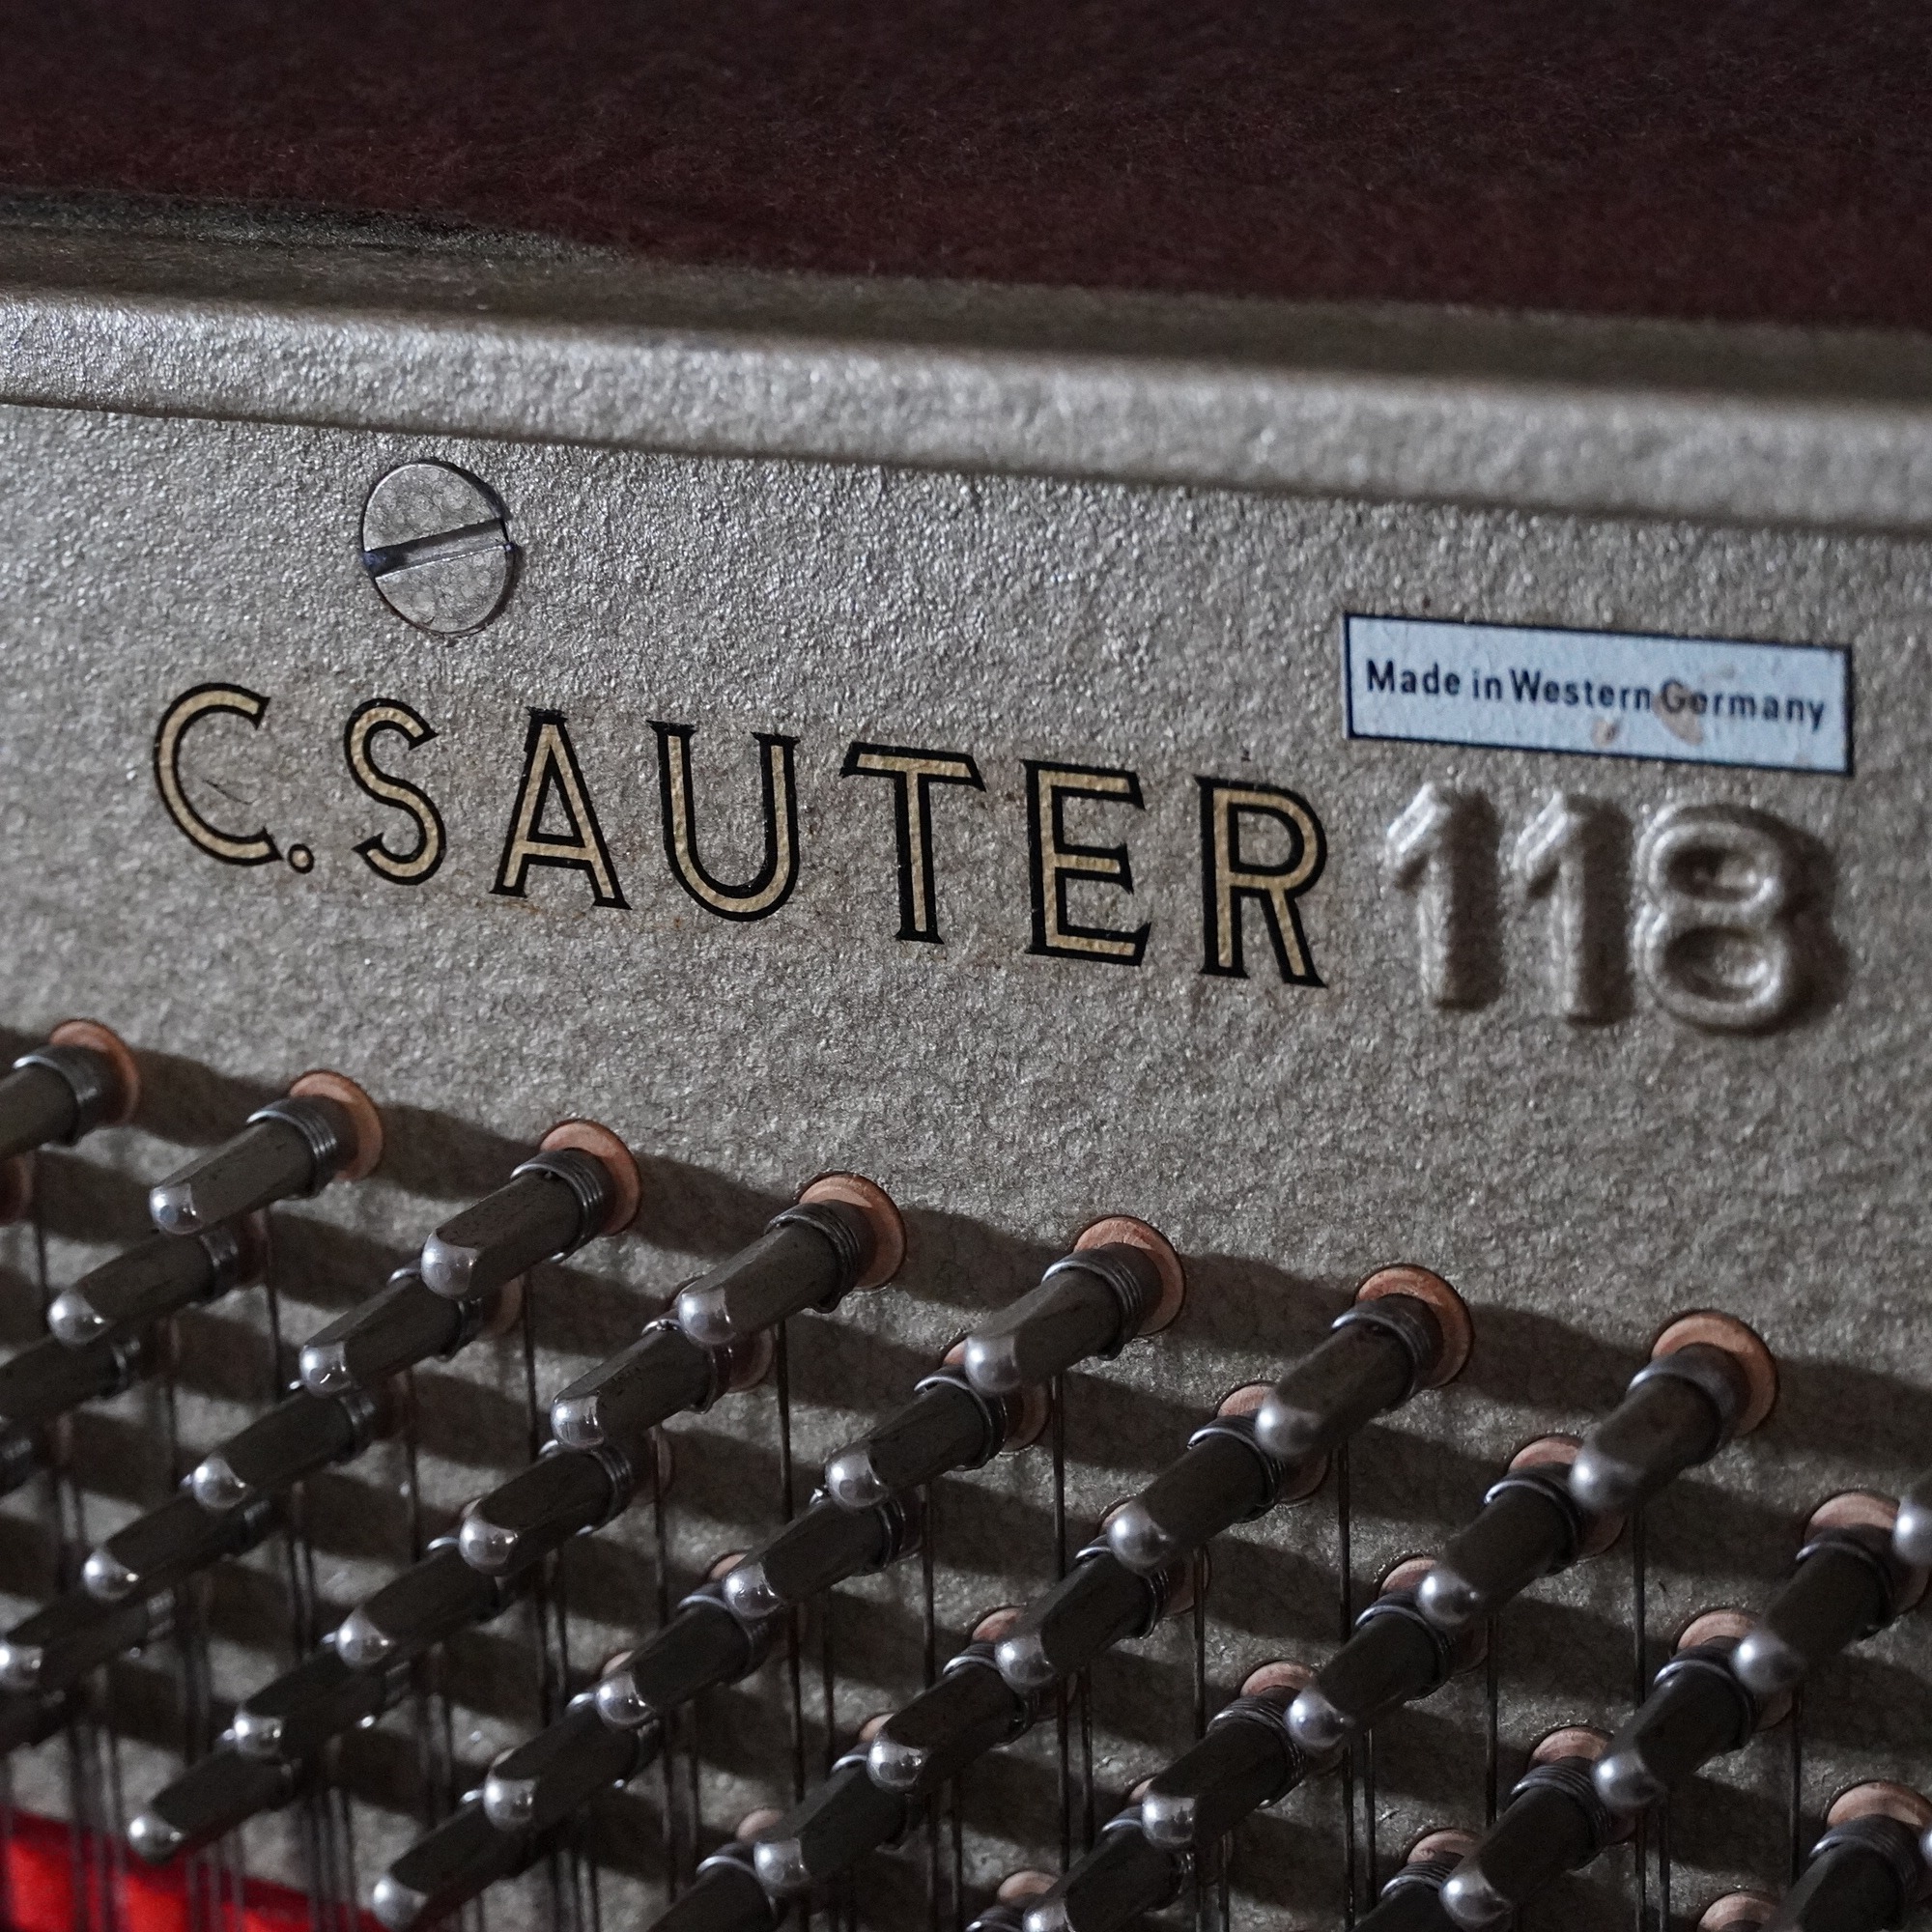 Made in Western Germany
C. SAUTER 118